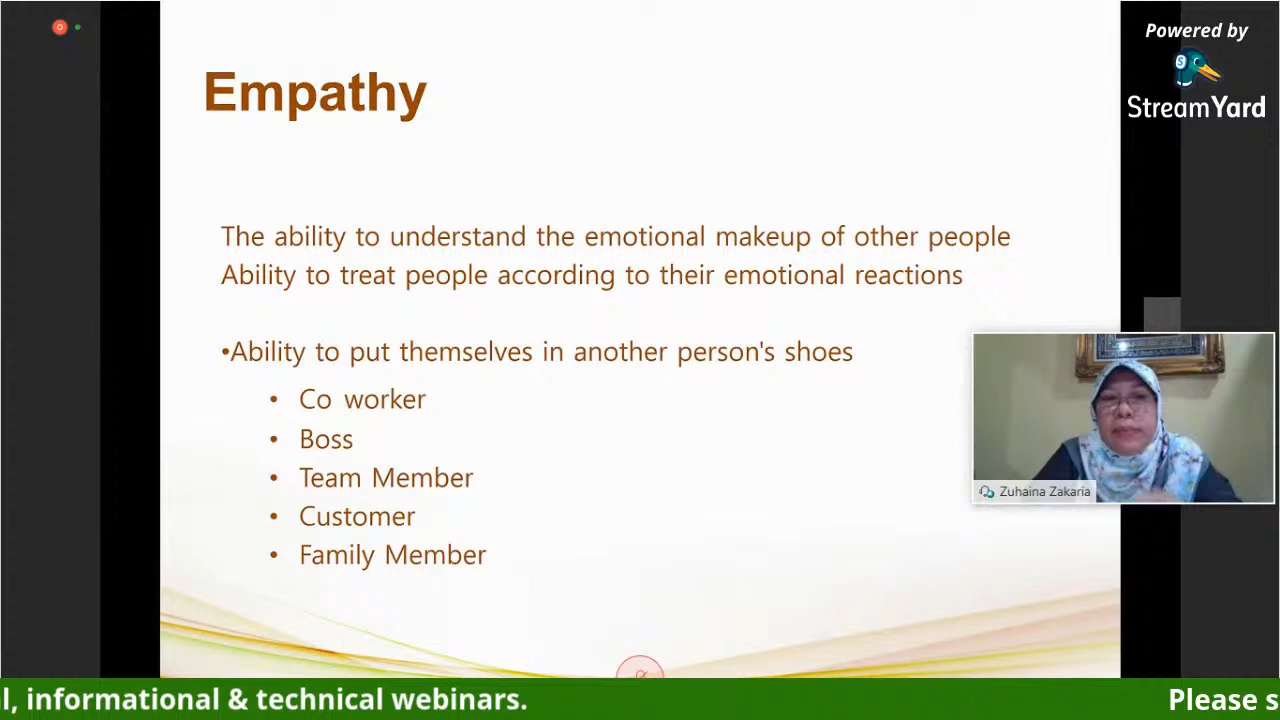 Powered by
StreamYard
Empathy
The ability to understand the emotional makeup of other people
Ability to treat people according to their emotional reactions
•Ability to put themselves in another person's shoes
• Co worker
• Boss
• Team Member
• Customer
• Family Member
Zuhaina Zakaria
l, informational & technical webinars.
Please s